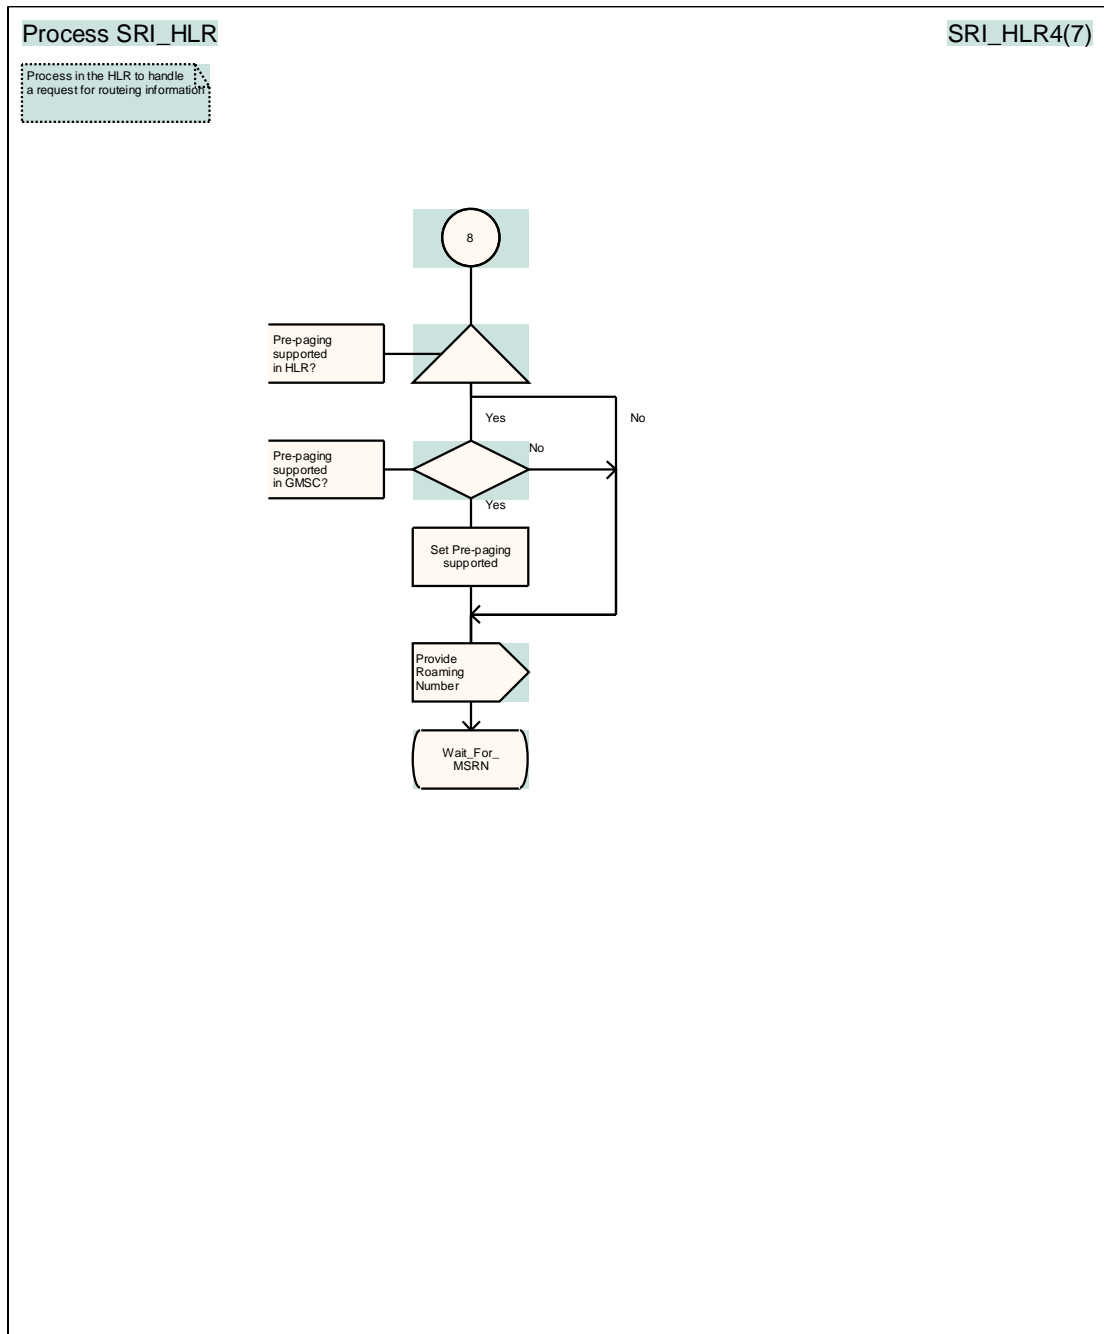 Process SRI_HLR
SRI_HLR4(7)
Process in the HLR to handle
a request for routeing information
8
Pre-paging
supported
in HLR?
Yes
No
Pre-paging
supported
in GMSC?
No
Yes
Set Pre-paging
supported
Provide
Roaming
Number
Wait_For_
MSRN